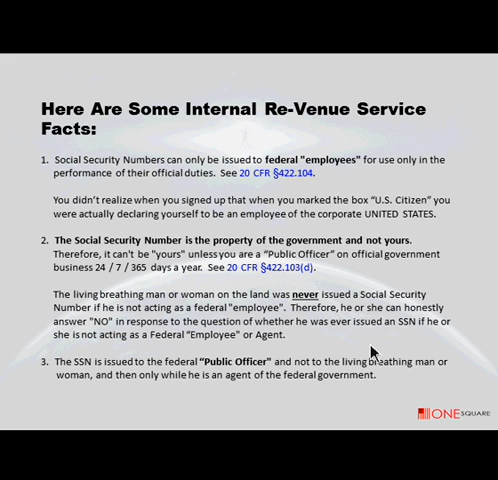 Here Are Some Internal Re-Venue Service
Facts:
1. Social Security Numbers can only be issued to federal "employees" for use only in the
performance of their official duties. See 20 CFR §422.104.
You didn't realize when you signed up that when you marked the box "U.S. Citizen" you
were actually declaring yourself to be an employee of the corporate UNITED STATES.
2. The Social Security Number is the property of the government and not yours.
Therefore, it can't be "yours" unless you are a "Public Officer" on official government
business 24 / 7 / 365 days a year. See 20 CFR §422.103(d).
The living breathing man or woman on the land was never issued a Social Security
Number if he is not acting as a federal "employee". Therefore, he or she can honestly
answer "NO" in response to the question of whether he was ever issued an SSN if he or
she is not acting as a Federal "Employee" or Agent.
3. The SSN is issued to the federal "Public Officer" and not to the living breathing man or
woman, and then only while he is an agent of the federal government.
ONE SQUARE